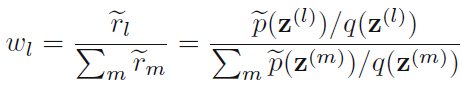 $w_l = \frac{\widetilde{r}_l}{\sum_m \widetilde{r}_m} = \frac{\widetilde{p}(\mathbf{z}^{(l)})/q(\mathbf{z}^{(l)})}{\sum_m \widetilde{p}(\mathbf{z}^{(m)})/q(\mathbf{z}^{(m)})}$